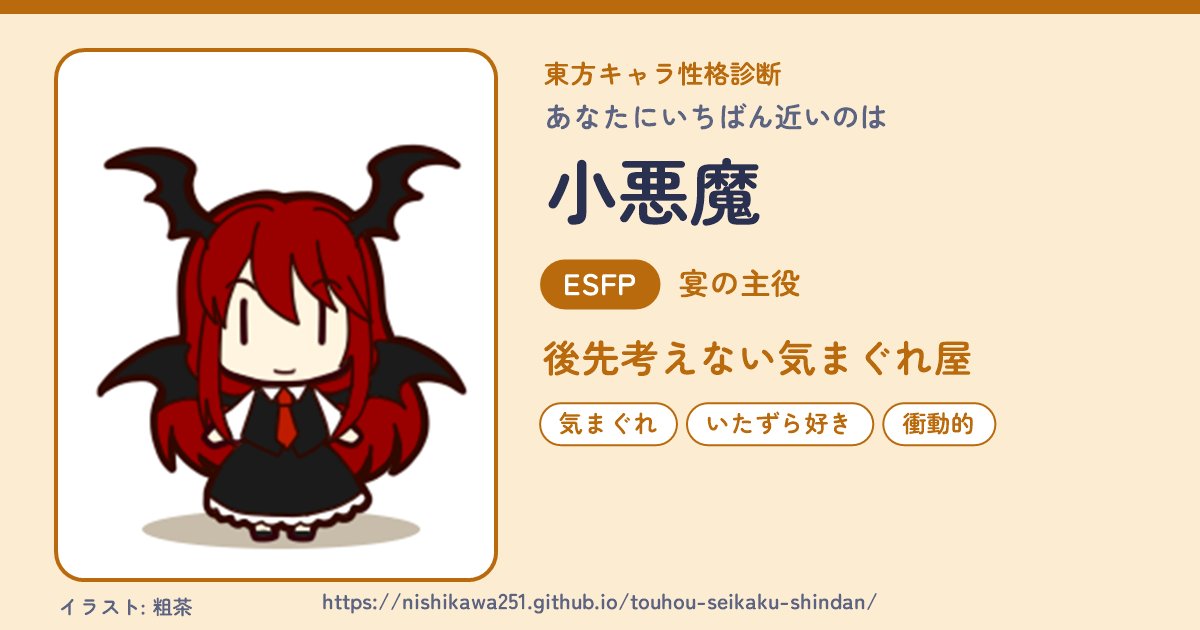 東方キャラ性格診断
あなたにいちばん近いのは
小悪魔
ESFP 宴の主役
後先考えない気まぐれ屋
気まぐれ いたずら好き 衝動的
イラスト: 粗茶
https://nishikawa251.github.io/touhou-seikaku-shindan/